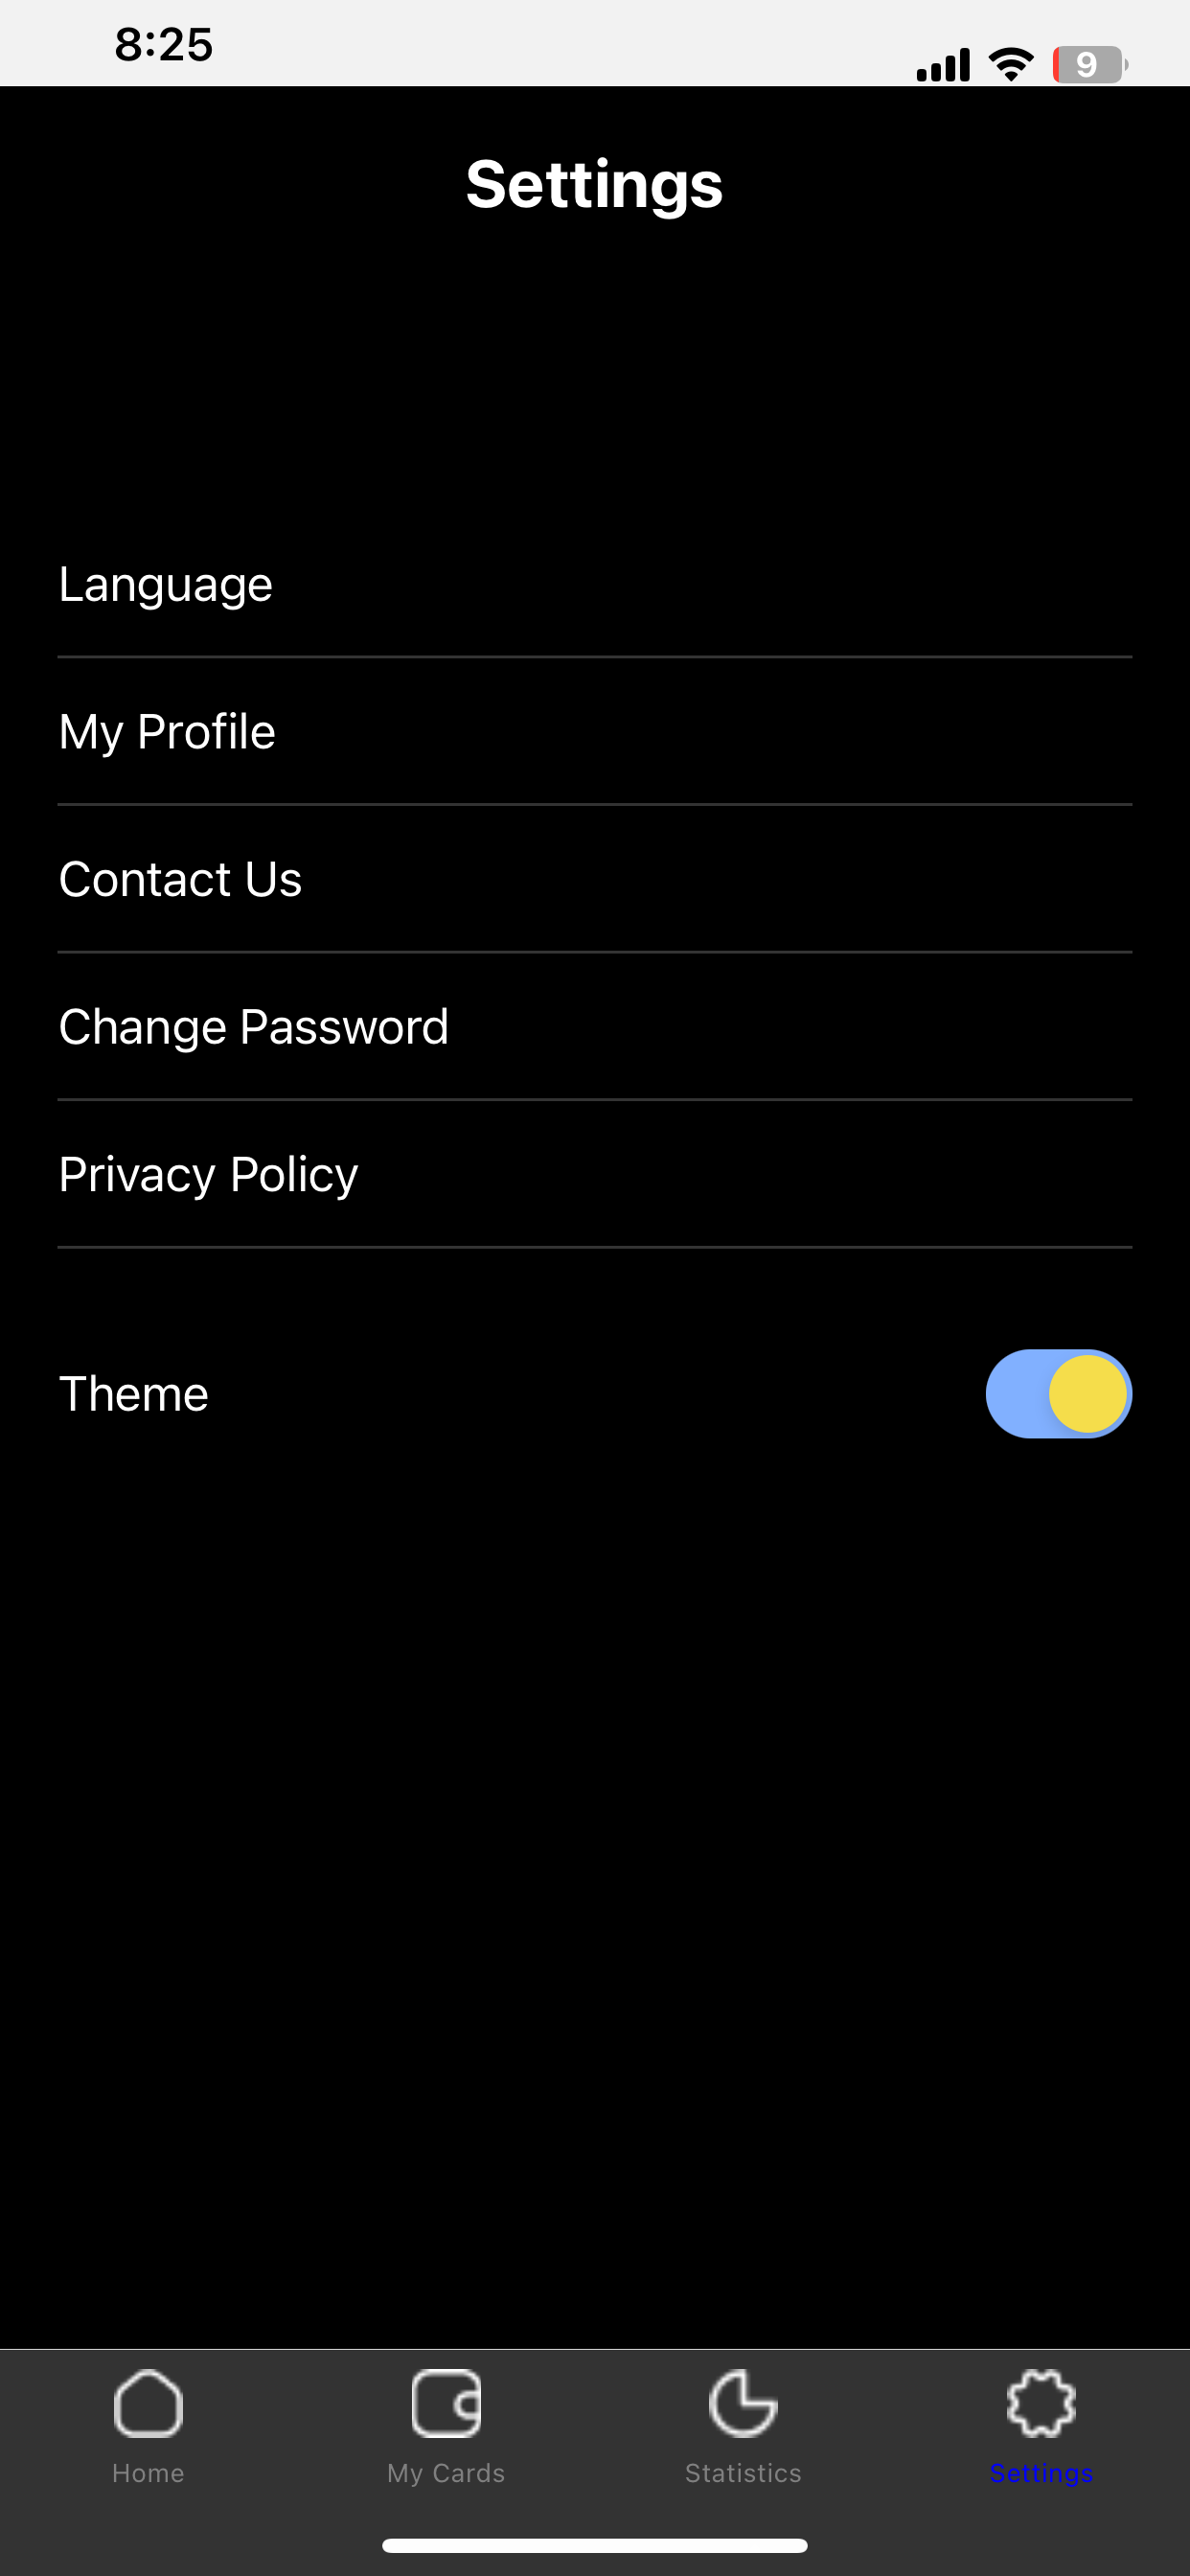 8:25
9
Settings
Language
My Profile
Contact Us
Change Password
Privacy Policy
Theme
Home
My Cards
Statistics
Settings